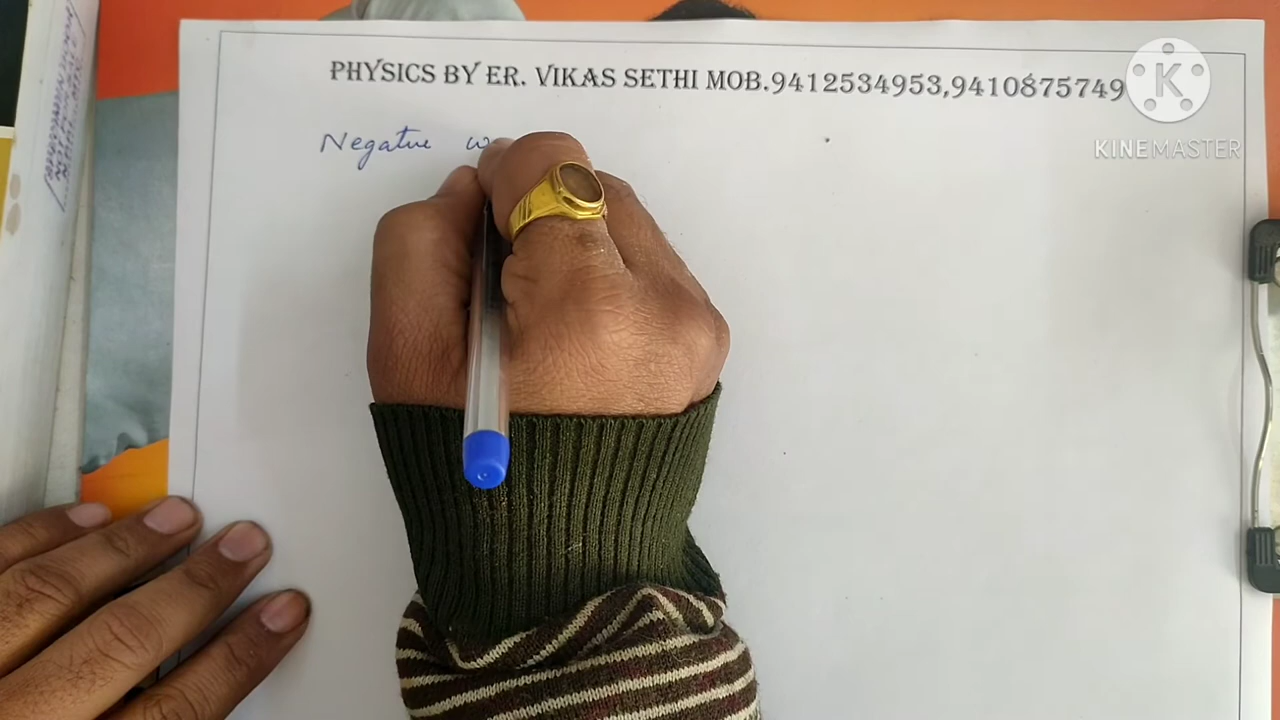 PHYSICS BY ER. VIKAS SETHI MOB.9412534953,9410875749
K
KINEMASTER
Negative w